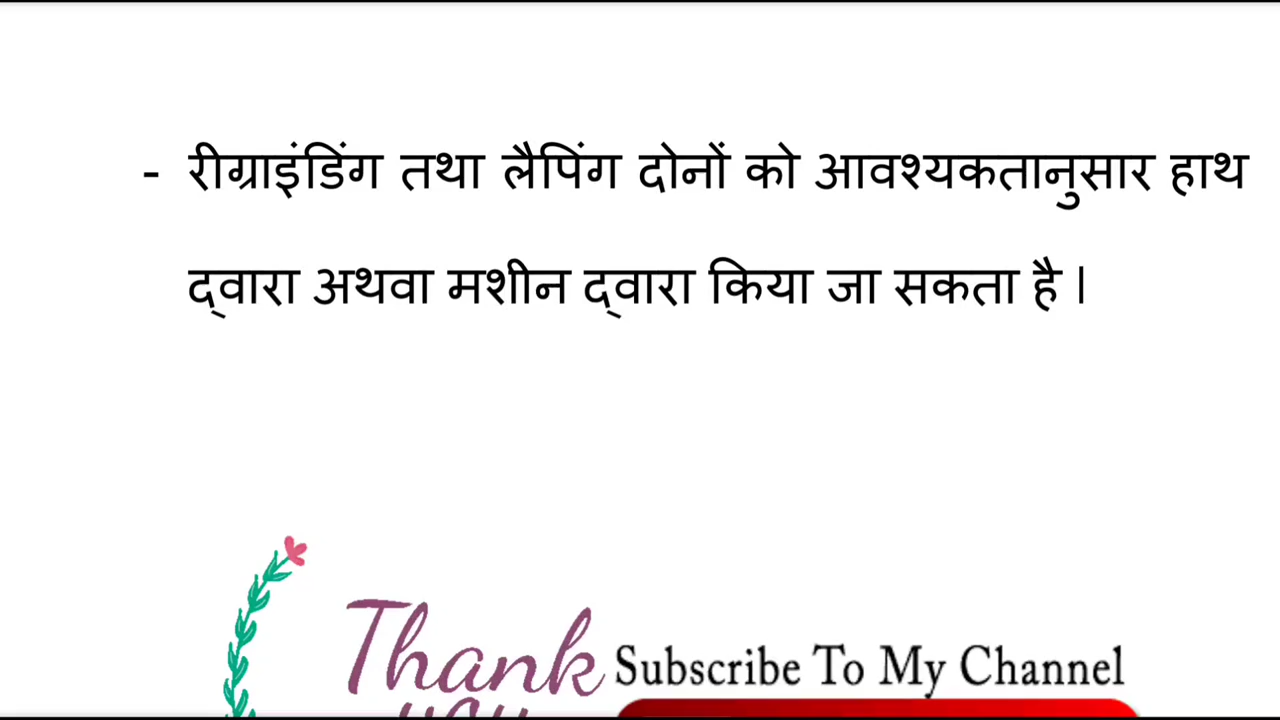 - रीग्राइंडिंग तथा लैपिंग दोनों को आवश्यकतानुसार हाथ
द्वारा अथवा मशीन द्वारा किया जा सकता है ।
Thank
Subscribe To My Channel